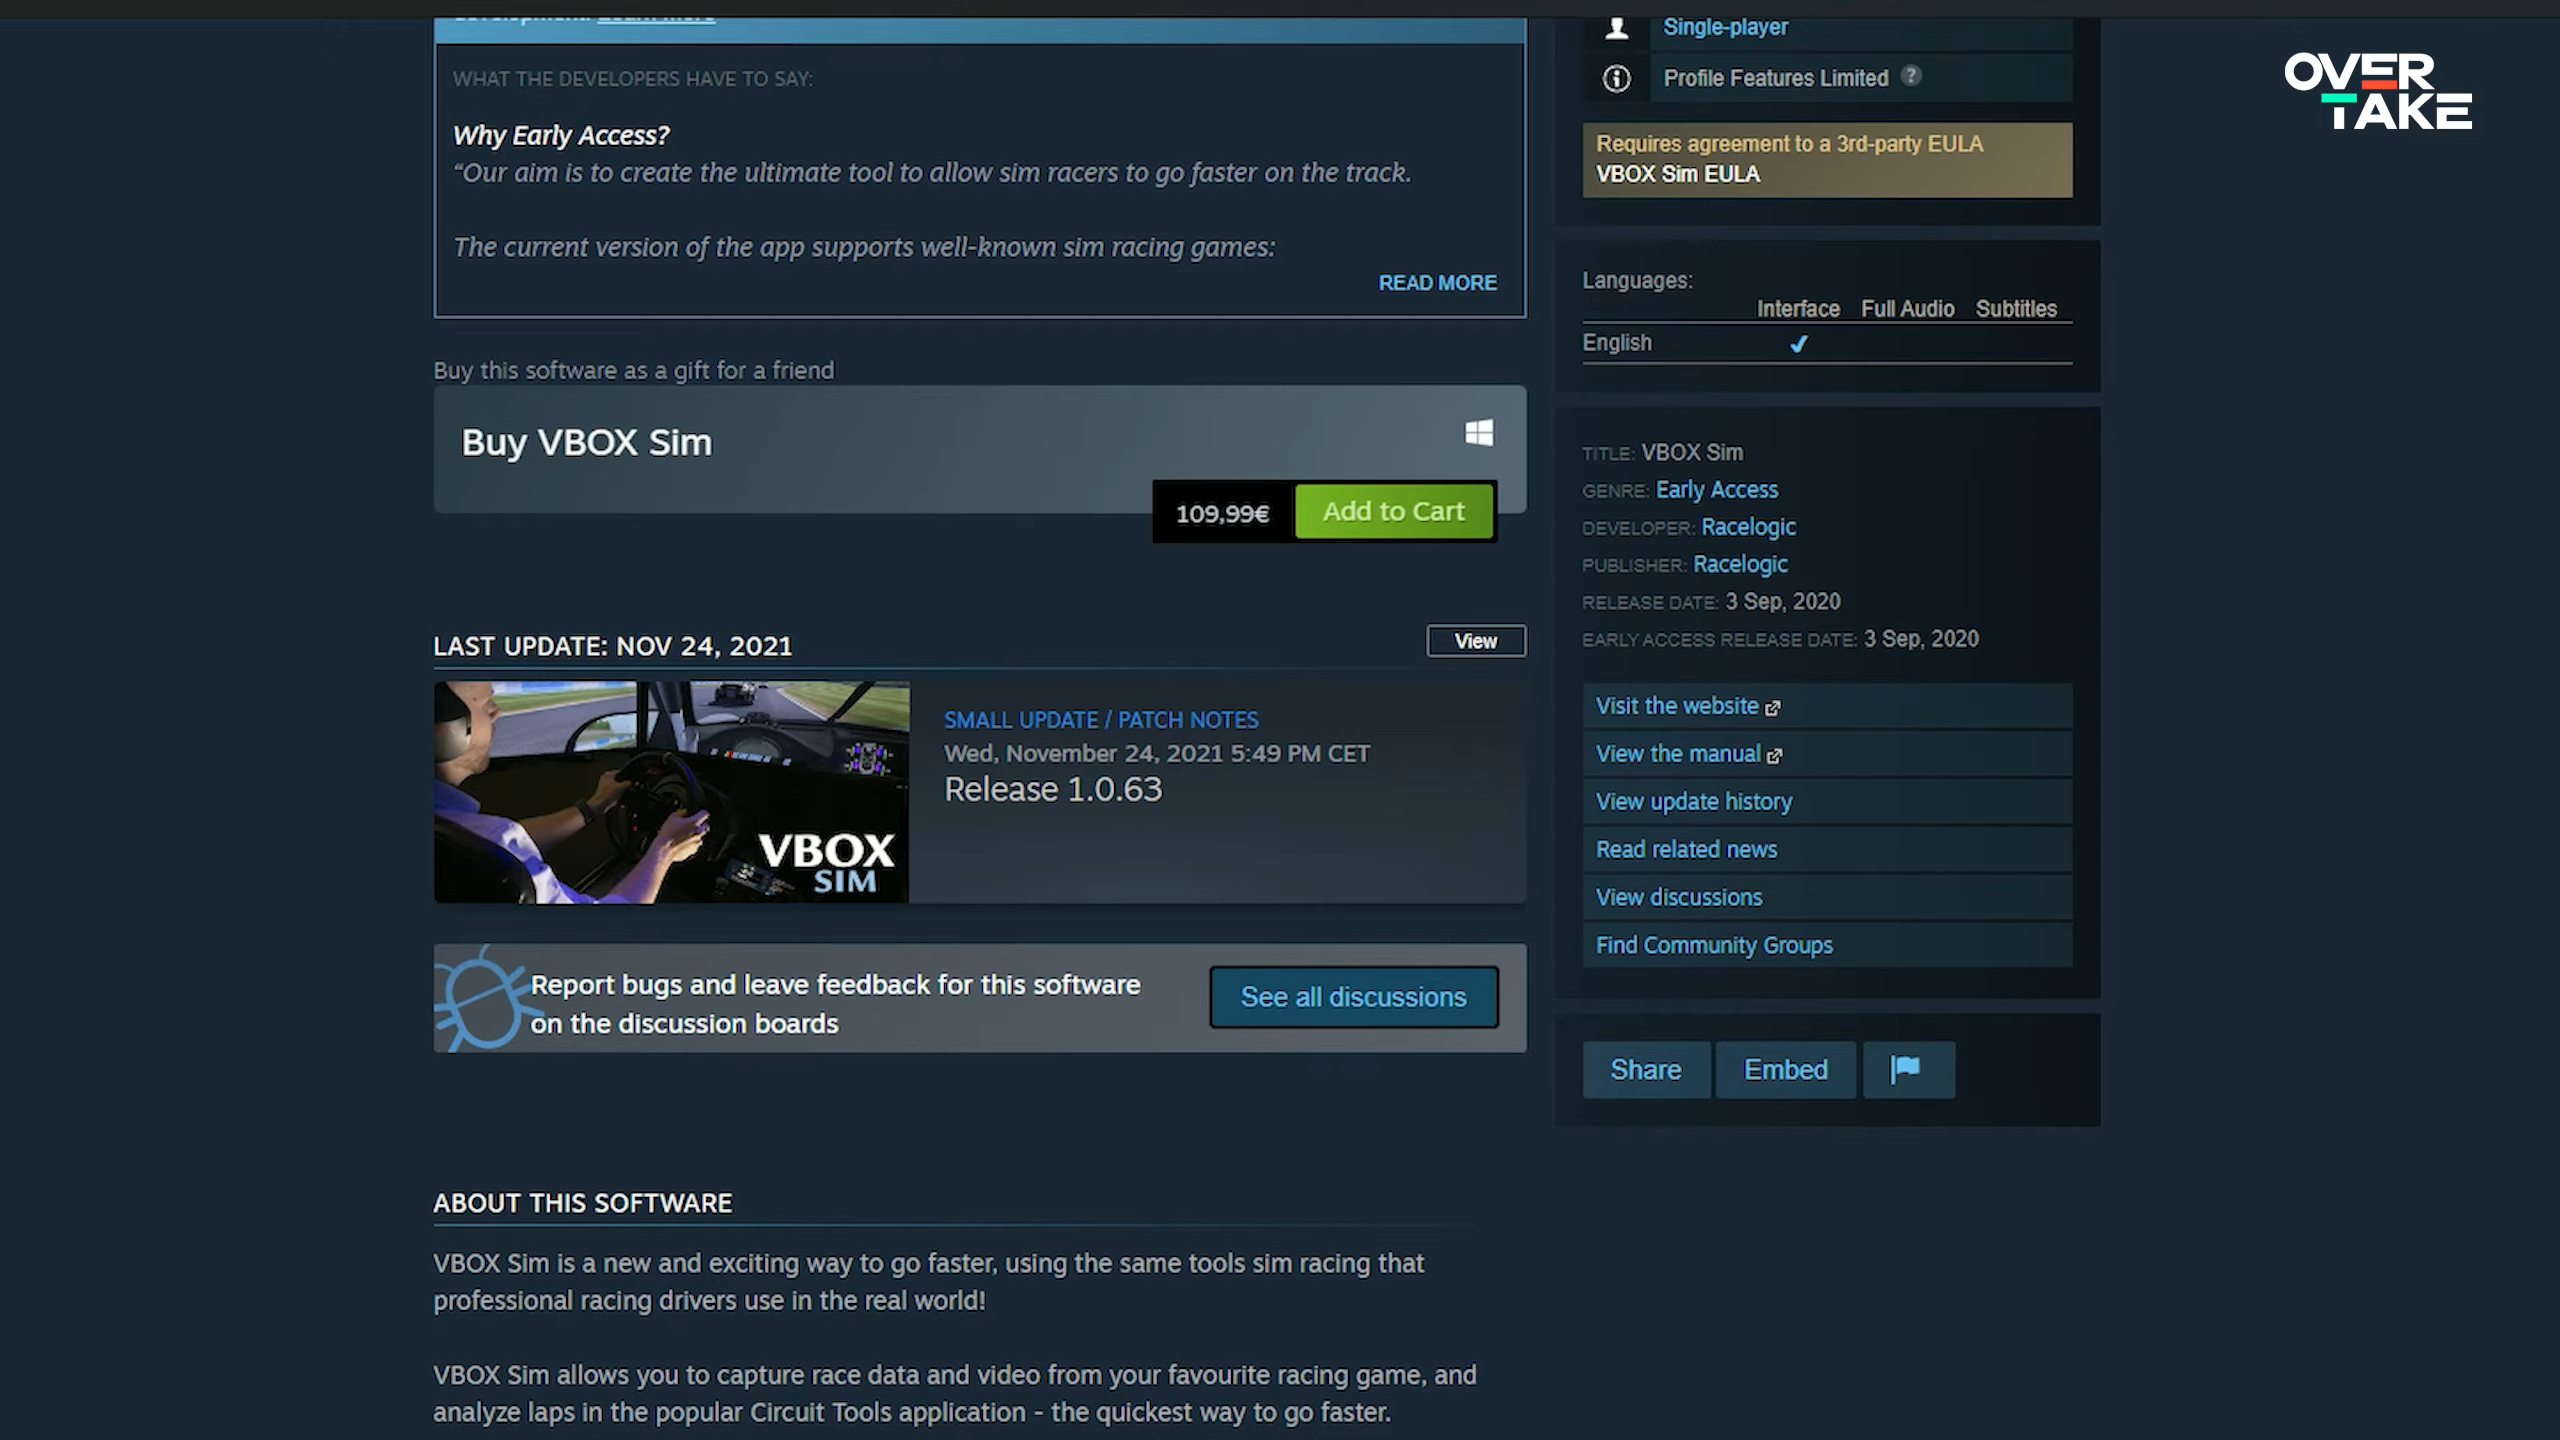 WHAT THE DEVELOPERS HAVE TO SAY:
Why Early Access?
“Our aim is to create the ultimate tool to allow sim racers to go faster on the track.
The current version of the app supports well-known sim racing games:
READ MORE
Buy this software as a gift for a friend
Buy VBOX Sim
109,99€
Add to Cart
LAST UPDATE: NOV 24, 2021
View
VBOX
SIM
SMALL UPDATE / PATCH NOTES
Wed, November 24, 2021 5:49 PM CET
Release 1.0.63
Report bugs and leave feedback for this software
on the discussion boards
See all discussions
ABOUT THIS SOFTWARE
VBOX Sim is a new and exciting way to go faster, using the same tools sim racing that
professional racing drivers use in the real world!
VBOX Sim allows you to capture race data and video from your favourite racing game, and
analyze laps in the popular Circuit Tools application - the quickest way to go faster.
Single-player
Profile Features Limited ?
Requires agreement to a 3rd-party EULA
VBOX Sim EULA
Languages:
Interface Full Audio Subtitles
English ✔
TITLE: VBOX Sim
GENRE: Early Access
DEVELOPER: Racelogic
PUBLISHER: Racelogic
RELEASE DATE: 3 Sep, 2020
EARLY ACCESS RELEASE DATE: 3 Sep, 2020
Visit the website
View the manual
View update history
Read related news
View discussions
Find Community Groups
Share
Embed
OVER
TAKE